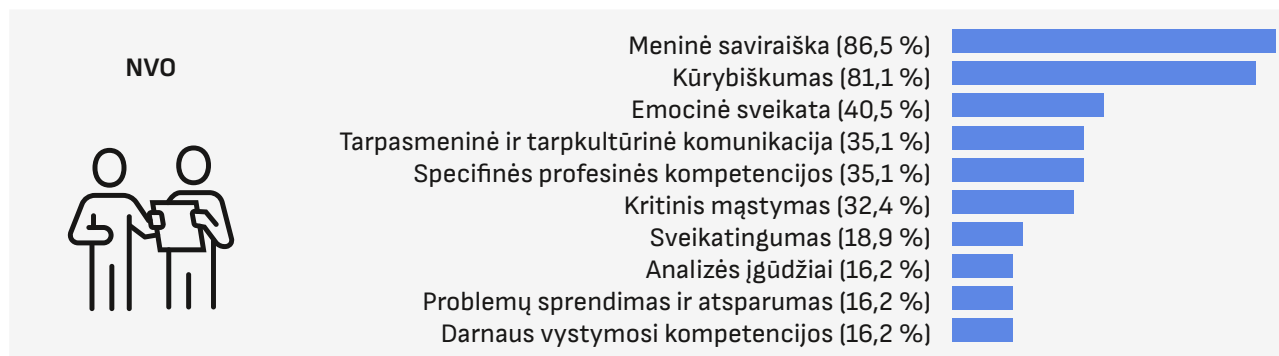 NVO
Meninė saviraiška (86,5 %)
Kūrybiškumas (81,1 %)
Emocinė sveikata (40,5 %)
Tarpasmeninė ir tarpkultūrinė komunikacija (35,1 %)
Specifinės profesinės kompetencijos (35,1 %)
Kritinis mąstymas (32,4 %)
Sveikatingumas (18,9 %)
Analizės įgūdžiai (16,2 %)
Problemų sprendimas ir atsparumas (16,2 %)
Darnaus vystymosi kompetencijos (16,2 %)